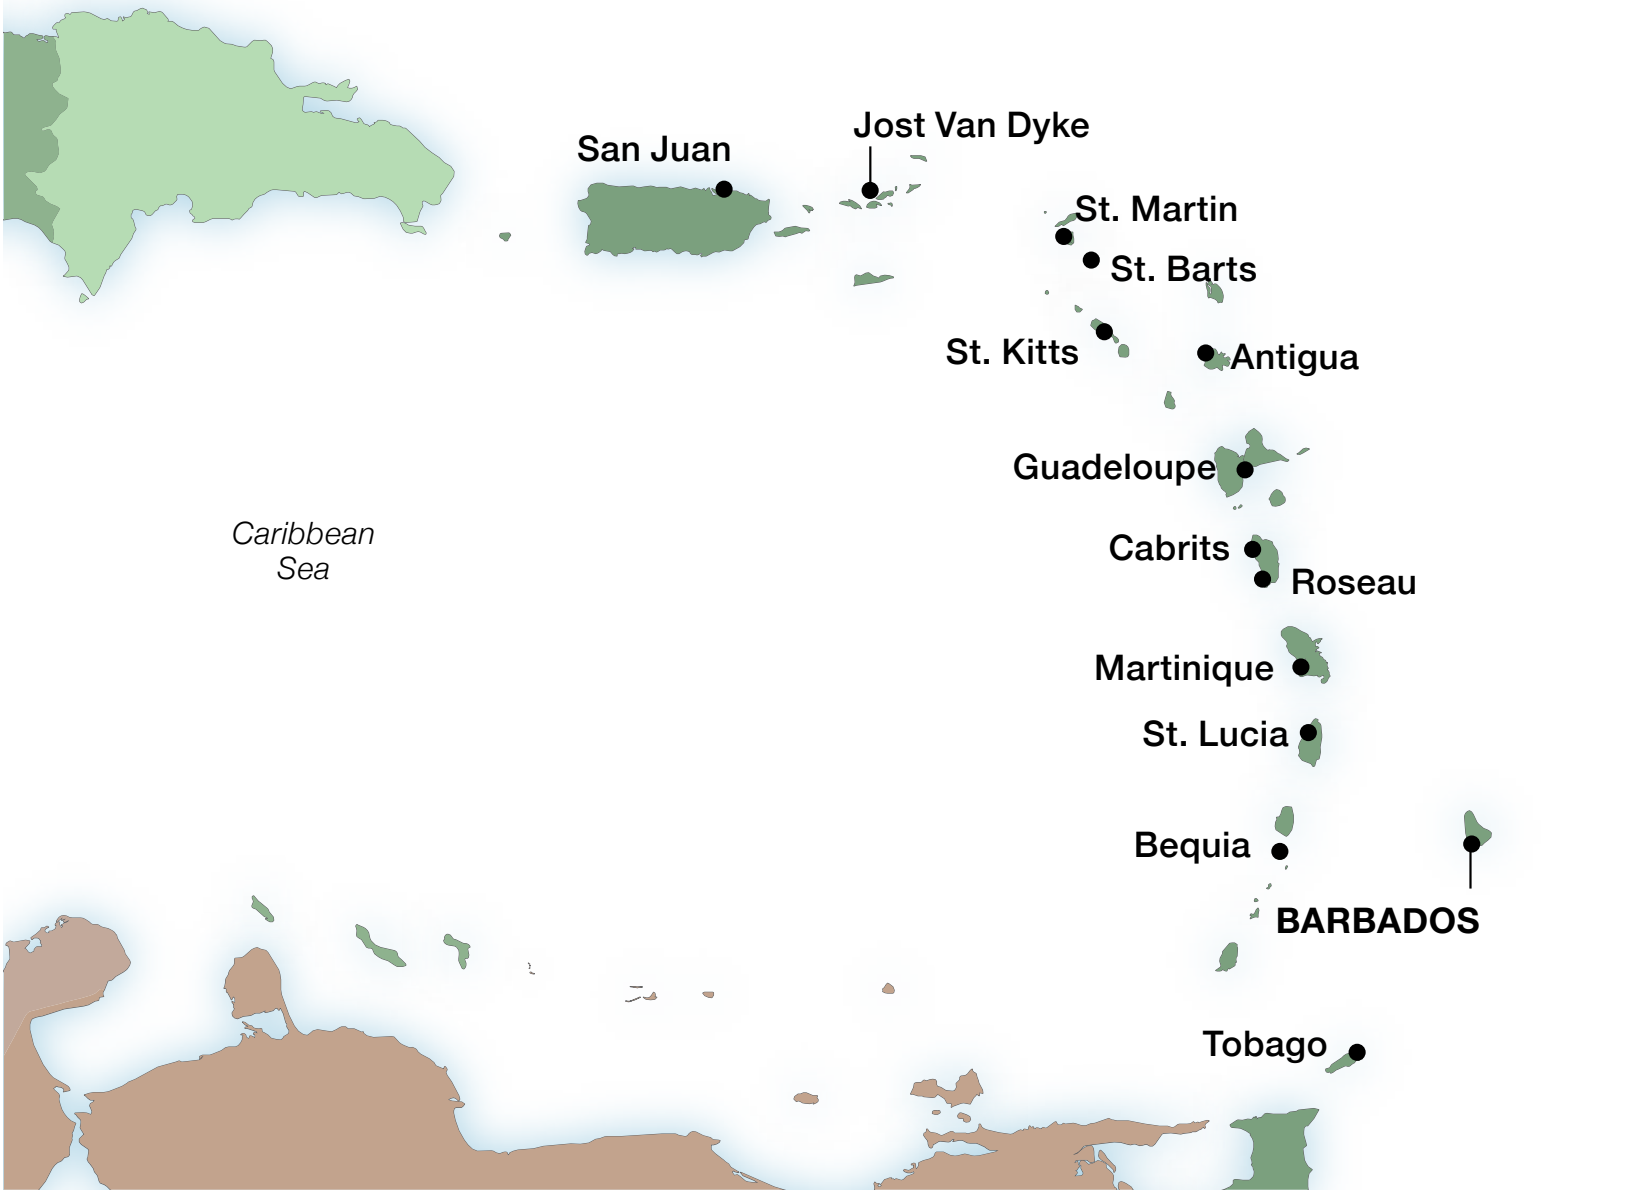 Jost Van Dyke
San Juan
St. Martin
St. Barts
St. Kitts
Antigua
Guadeloupe
Caribbean
Sea
Cabrits
Roseau
Martinique
St. Lucia
Bequia
BARBADOS
Tobago